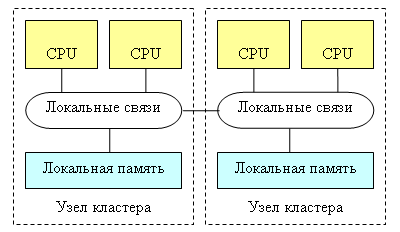 CPU CPU CPU CPU
Локальные связи Локальные связи
Локальная память Локальная память
Узел кластера Узел кластера